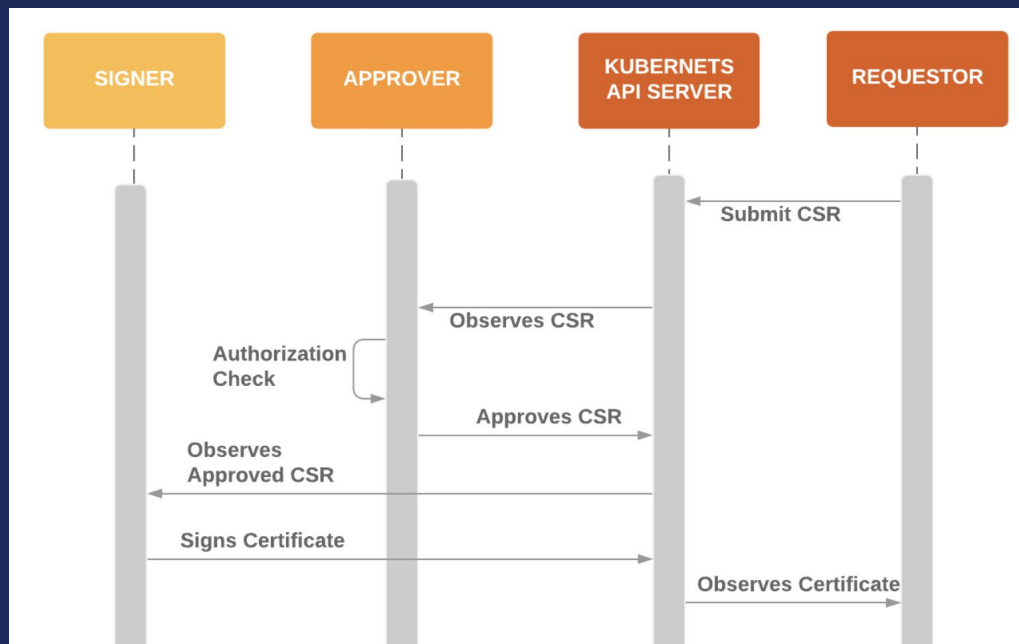 SIGNER
APPROVER
KUBERNETS
API SERVER
REQUESTOR
Submit CSR
Observes CSR
Authorization
Check
Approves CSR
Observes
Approved CSR
Signs Certificate
Observes Certificate